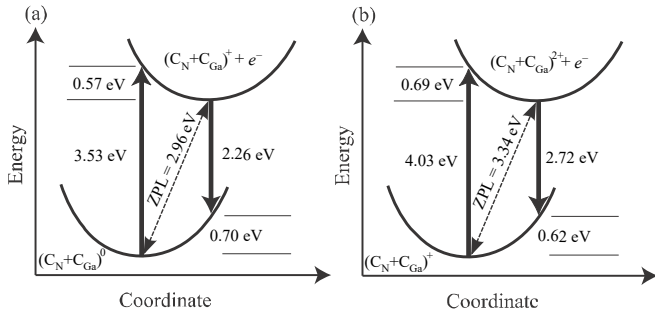 (a)
(C_N+C_Ga)^+ + e^-
0.57 eV
3.53 eV
ZPL = 2.96 eV
2.26 eV
0.70 eV
(C_N+C_Ga)^0
Energy
Coordinate
(b)
(C_N+C_Ga)^2+ + e^-
0.69 eV
4.03 eV
ZPL = 3.34 eV
2.72 eV
0.62 eV
(C_N+C_Ga)^+
Energy
Coordinatc